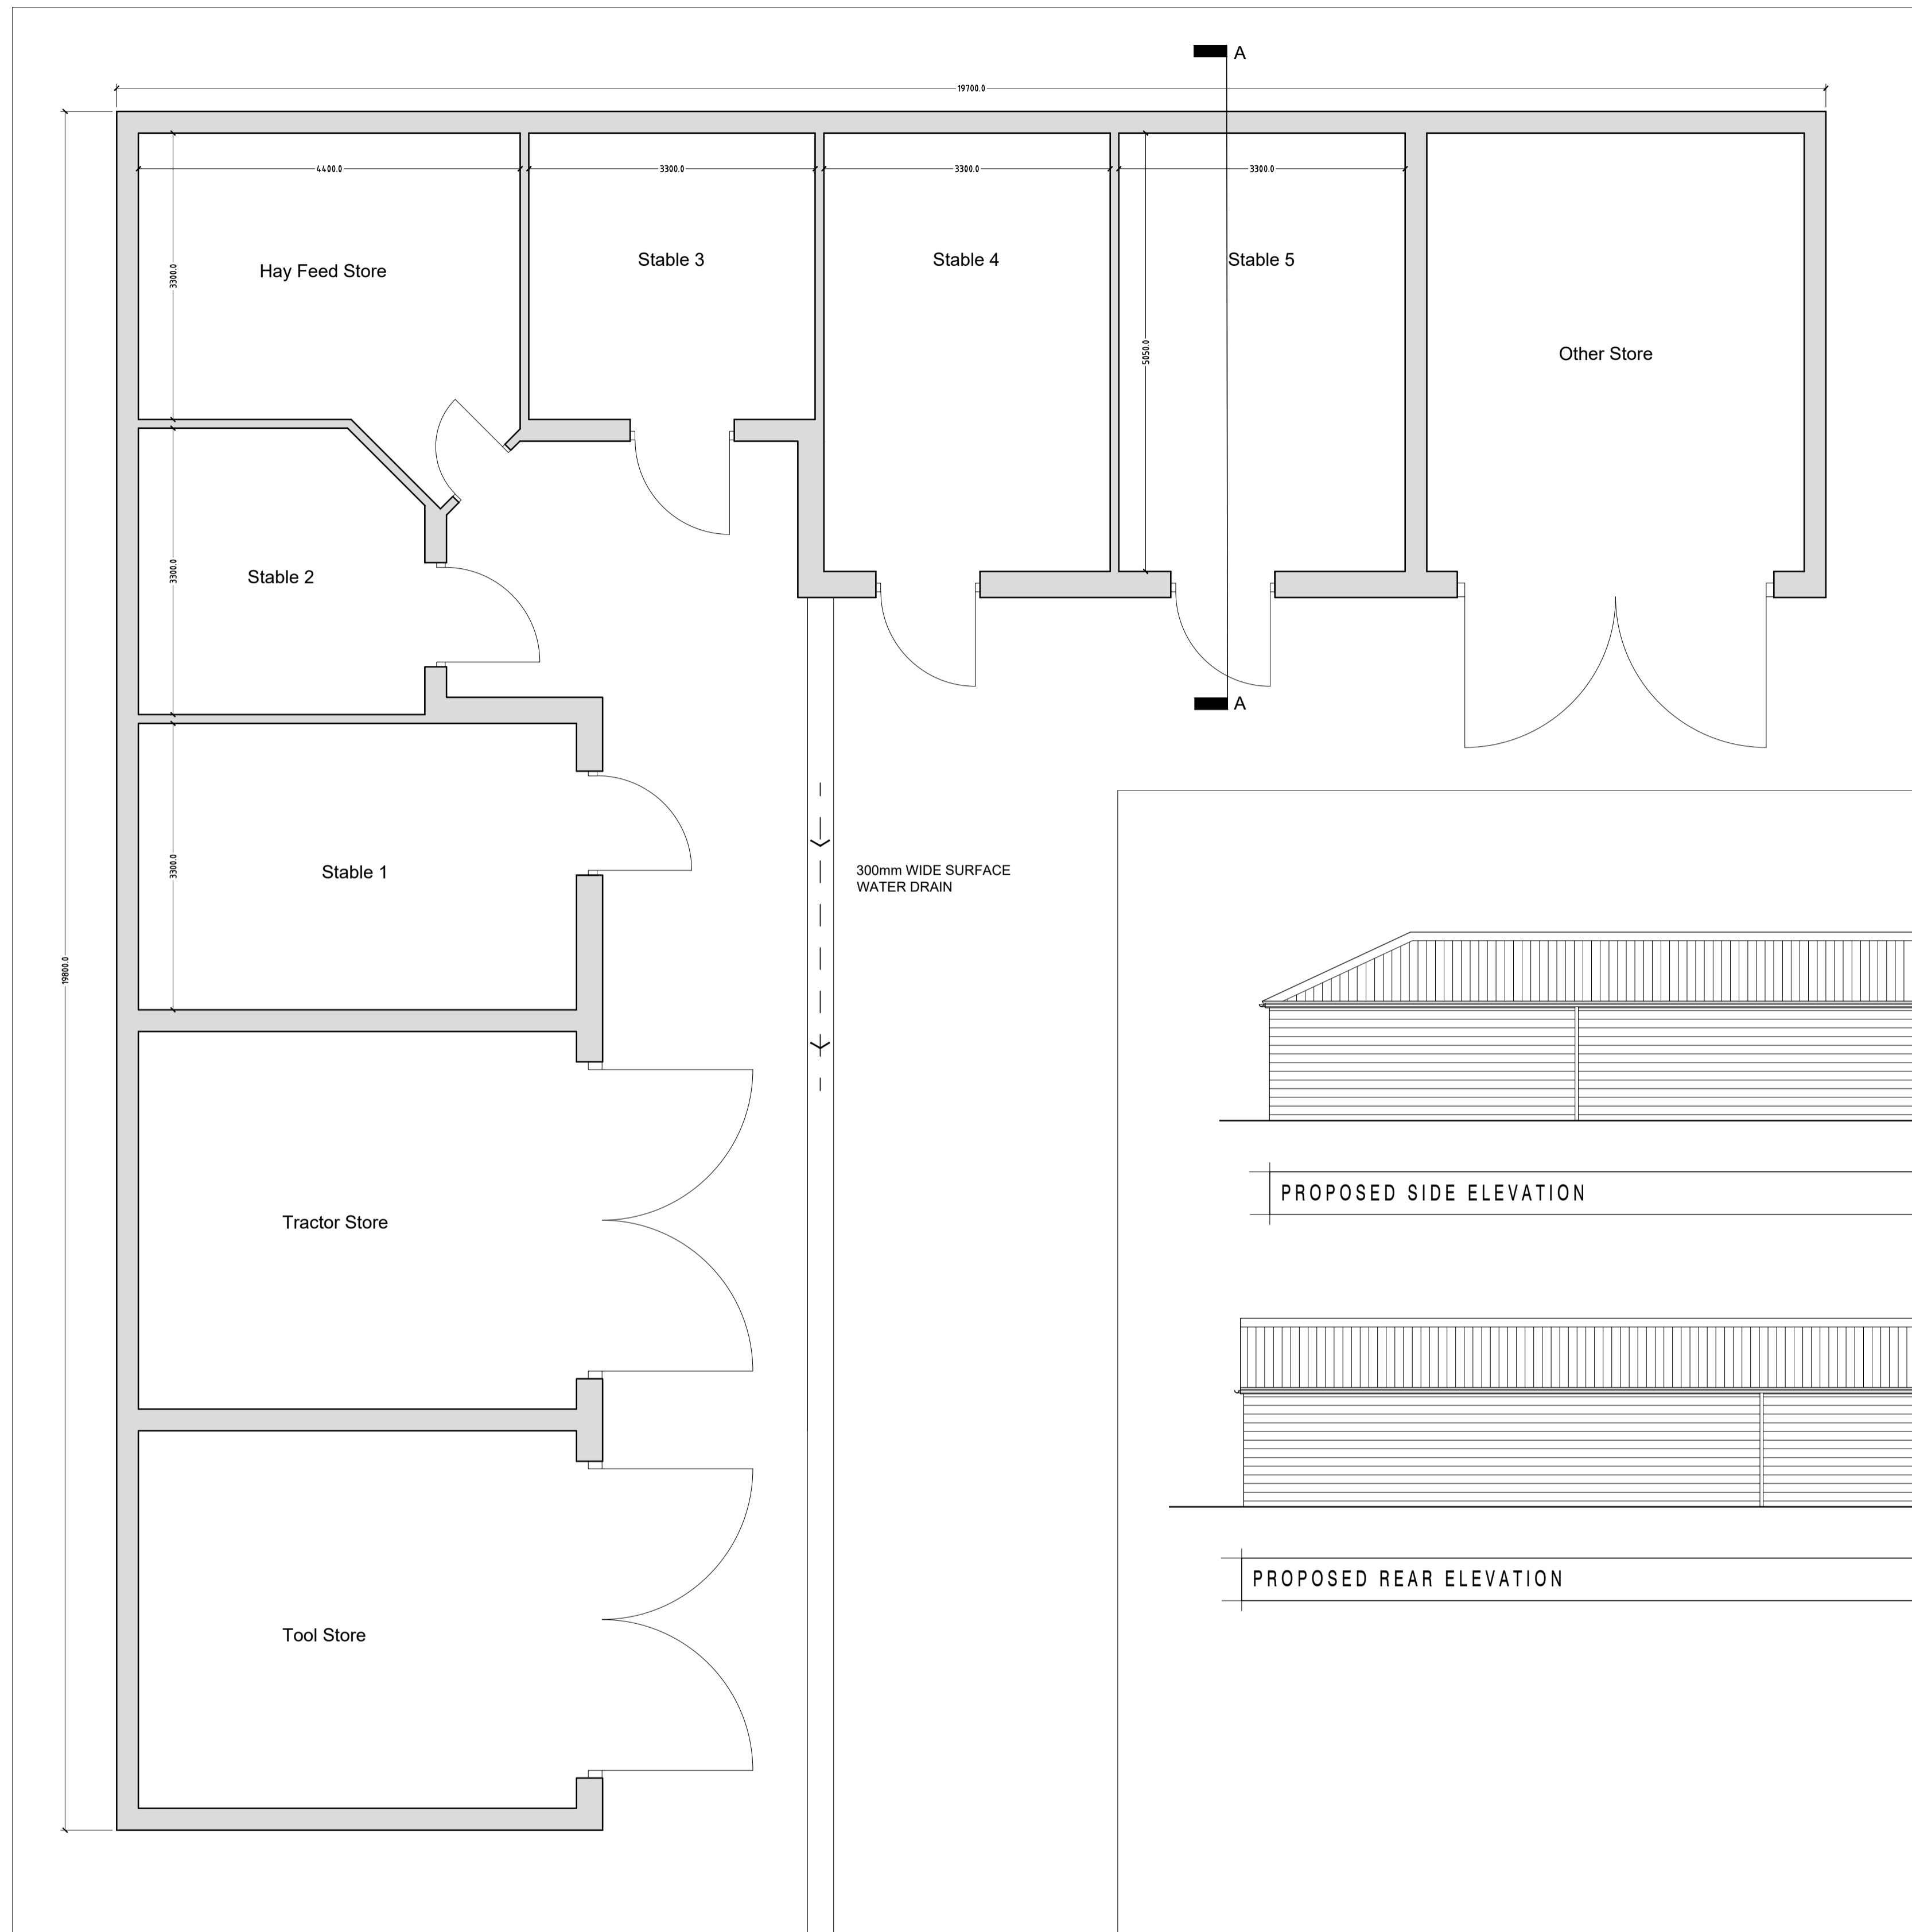 A
19700.0
4400.0
3300.0
3300.0
3300.0
3300.0
Hay Feed Store
Stable 3
Stable 4
Stable 5
5050.0
Other Store
3300.0
Stable 2
A
3300.0
Stable 1
300mm WIDE SURFACE
WATER DRAIN
19800.0
PROPOSED SIDE ELEVATION
Tractor Store
PROPOSED REAR ELEVATION
Tool Store